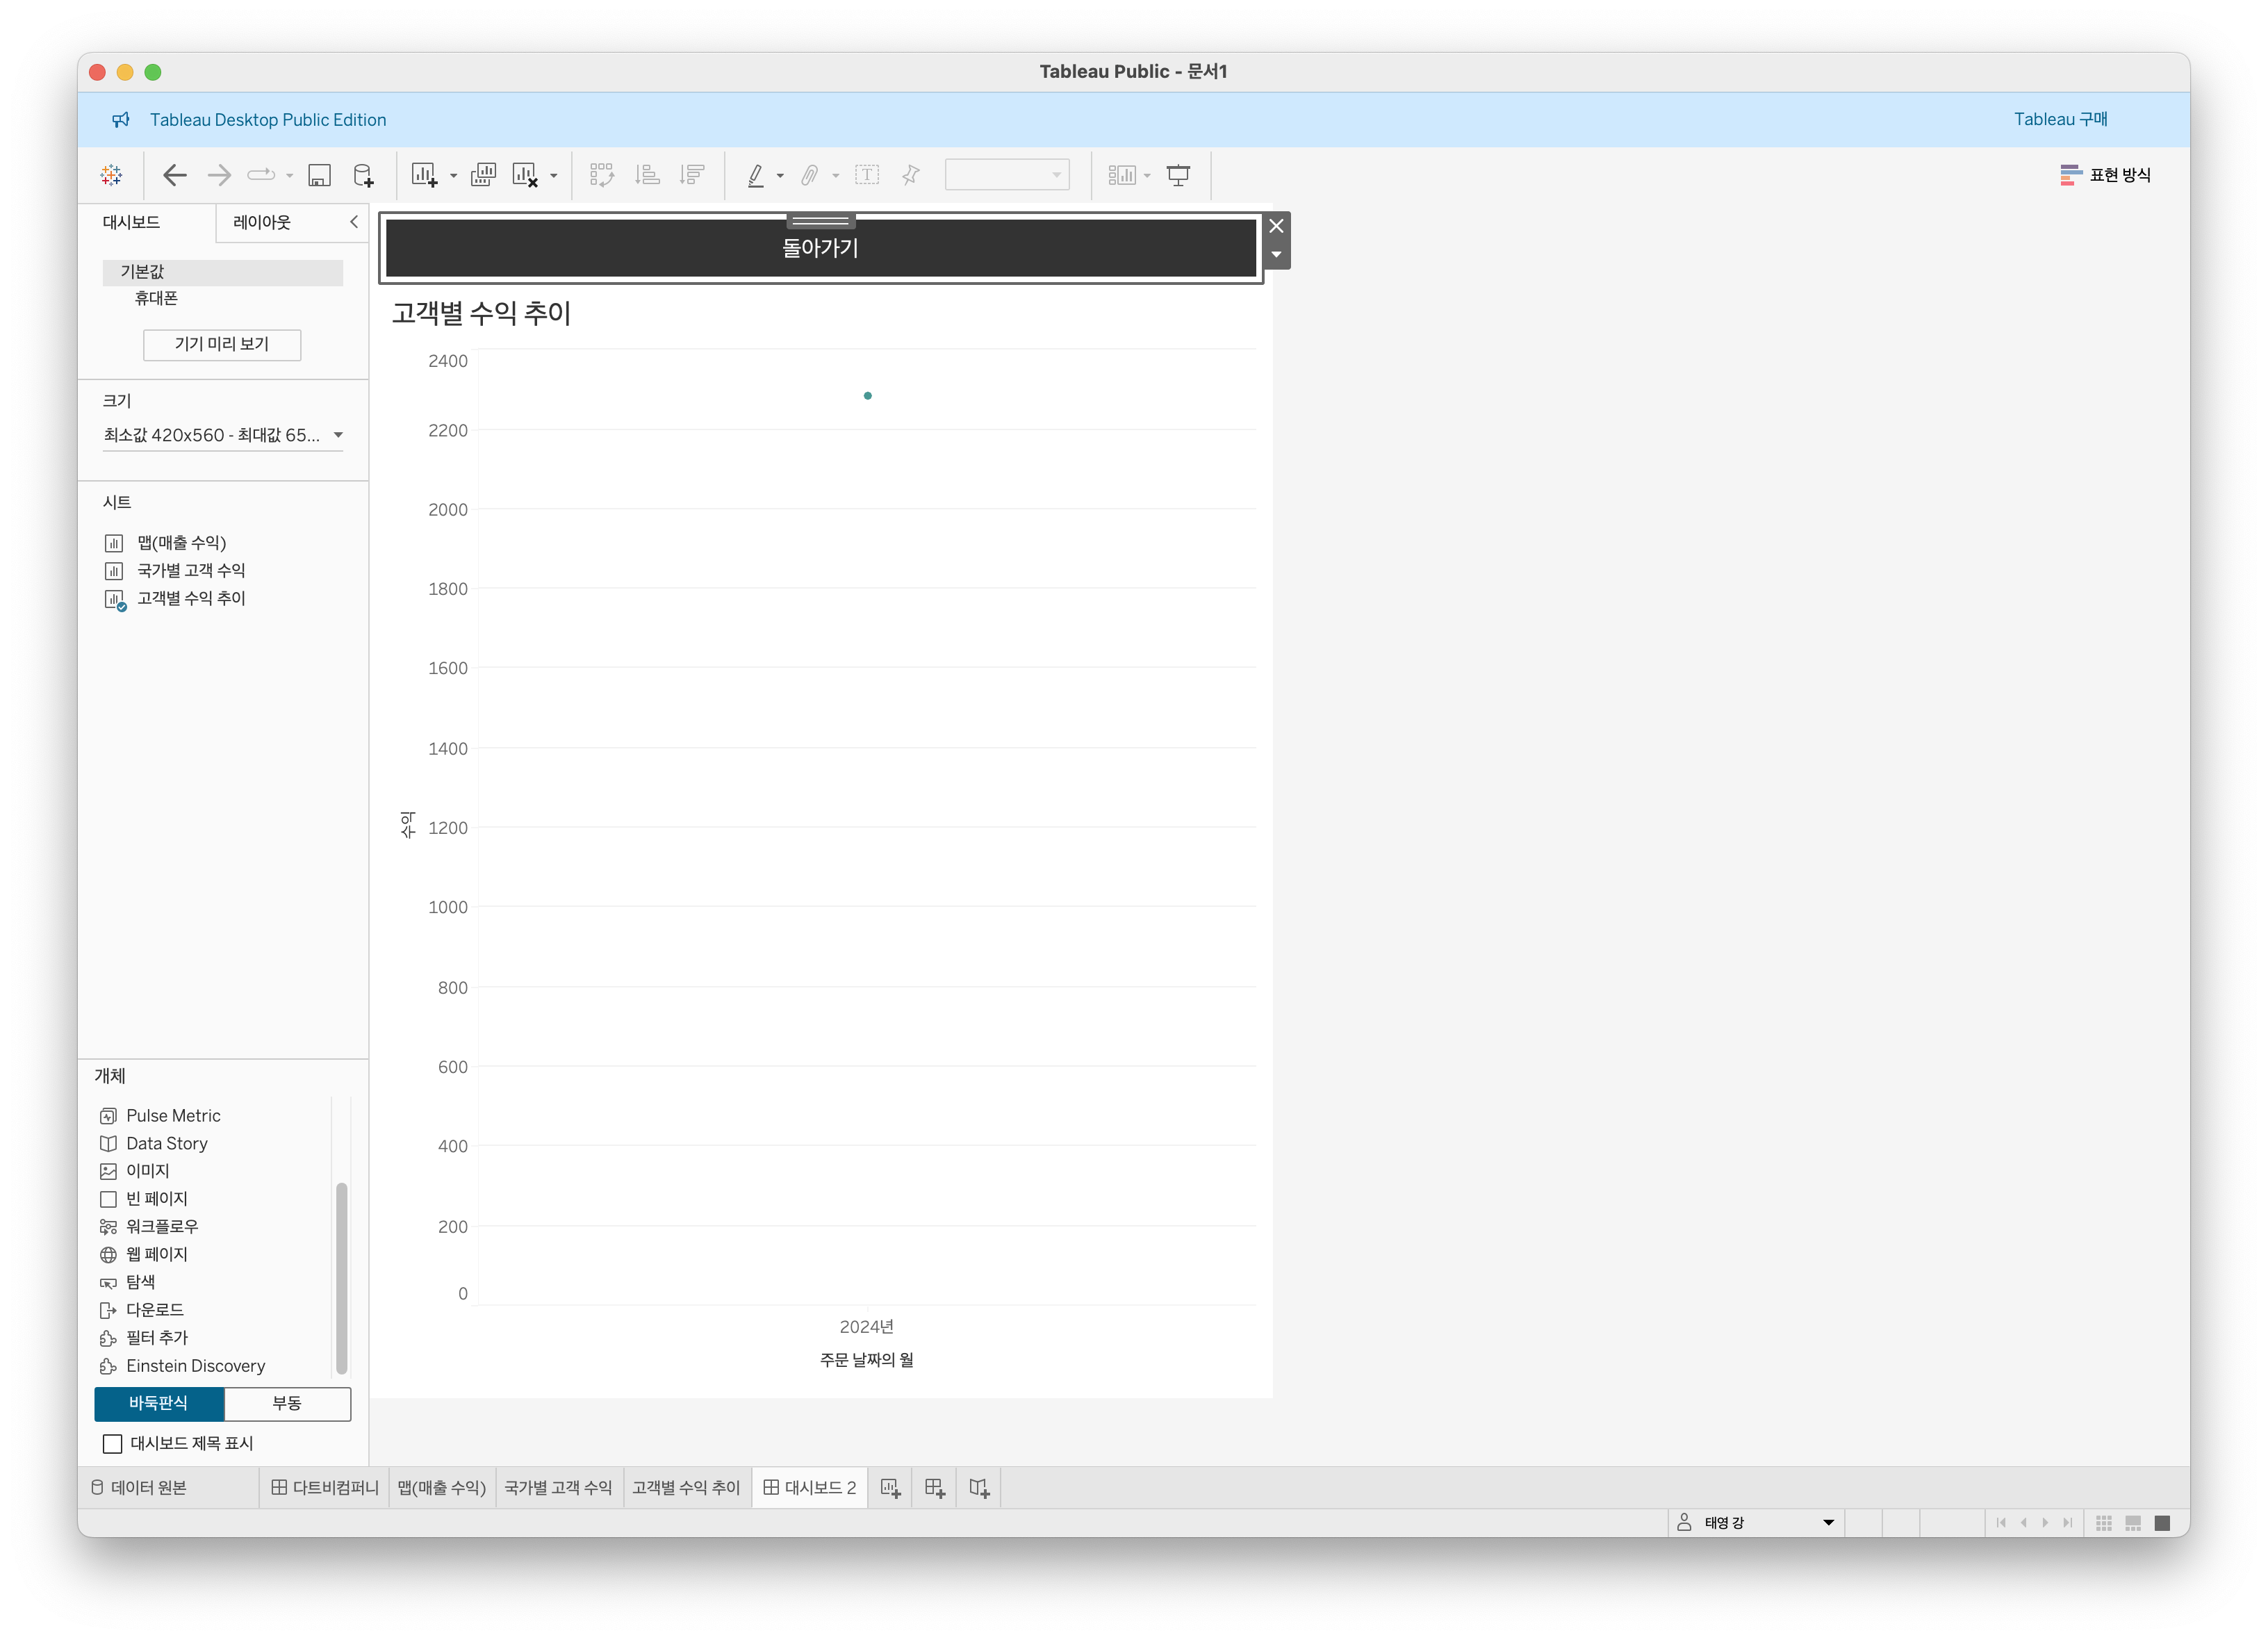 Tableau Public - 문서1
Tableau Desktop Public Edition
Tableau 구매
표현 방식
대시보드
레이아웃
기본값
휴대폰
기기 미리 보기
크기
최소값 420x560 - 최대값 65...
시트
맵(매출 수익)
국가별 고객 수익
고객별 수익 추이
개체
Pulse Metric
Data Story
이미지
빈 페이지
워크플로우
웹 페이지
탐색
다운로드
필터 추가
Einstein Discovery
바둑판식
부동
대시보드 제목 표시
돌아가기
고객별 수익 추이
2400
2200
2000
1800
1600
1400
수익
1200
1000
800
600
400
200
0
2024년
주문 날짜의 월
데이터 원본
다트비컴퍼니
맵(매출 수익)
국가별 고객 수익
고객별 수익 추이
대시보드 2
태영 강